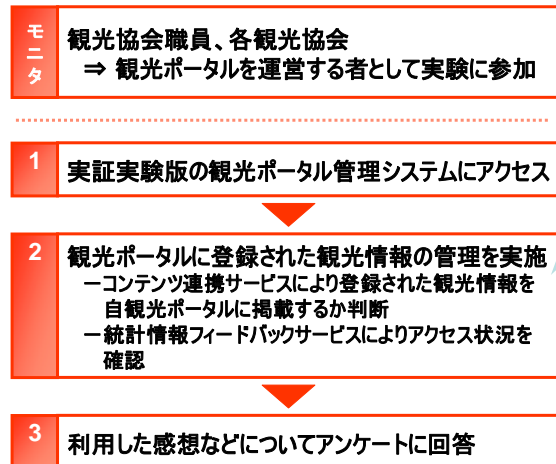 モニタ
観光協会職員、各観光協会
⇒ 観光ポータルを運営する者として実験に参加
1
実証実験版の観光ポータル管理システムにアクセス
2
観光ポータルに登録された観光情報の管理を実施
－コンテンツ連携サービスにより登録された観光情報を
自観光ポータルに掲載するか判断
－統計情報フィードバックサービスによりアクセス状況を
確認
3
利用した感想などについてアンケートに回答